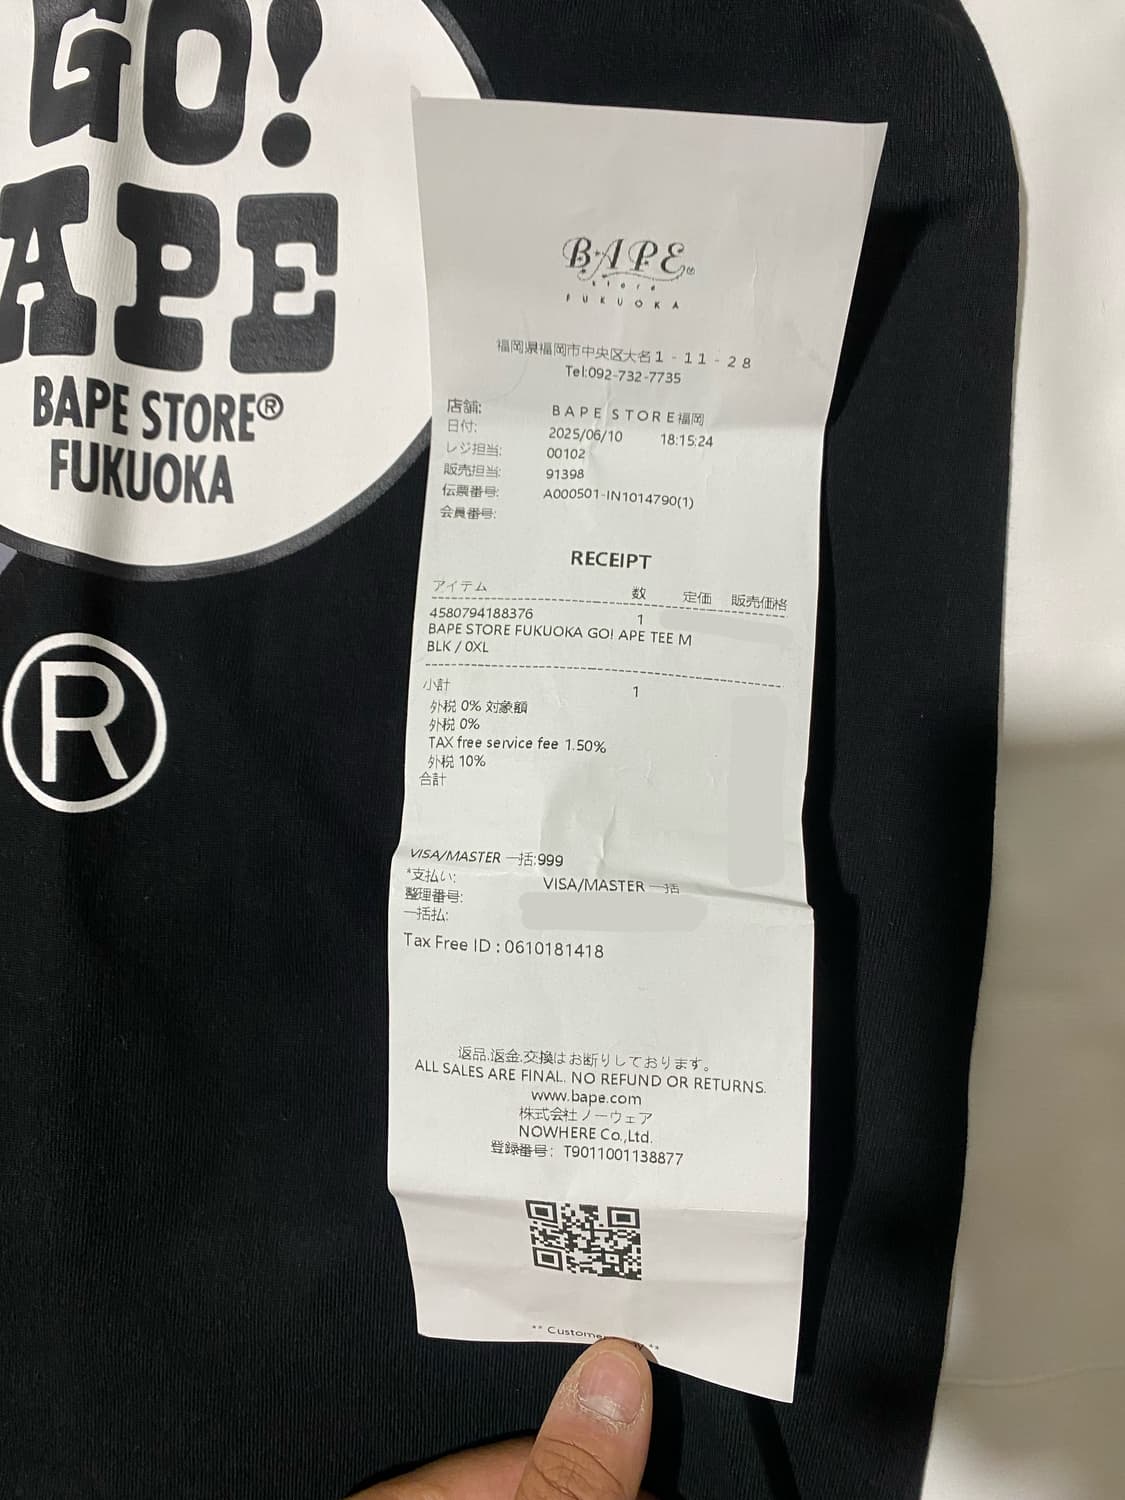 GO!
APE
BAPE STORE®
FUKUOKA
®
BAPE®
Store
FUKUOKA
福岡県福岡市中央区大名1-11-28
Tel:092-732-7735
店舗: BAPE STORE福岡
日付: 2025/06/10 18:15:24
レジ担当: 00102
販売担当: 91398
伝票番号: A000501-IN1014790(1)
会員番号:
RECEIPT
アイテム 数 定価 販売価格
4580794188376 1
BAPE STORE FUKUOKA GO! APE TEE M
BLK / 0XL
小計 1
外税 0% 対象額
外税 0%
TAX free service fee 1.50%
外税 10%
合計
VISA/MASTER 一括:999
*支払い: VISA/MASTER 一括
整理番号:
一括払:
Tax Free ID : 0610181418
返品.返金.交換はお断りしております。
ALL SALES ARE FINAL. NO REFUND OR RETURNS.
www.bape.com
株式会社ノーウェア
NOWHERE Co.,Ltd.
登録番号: T9011001138877
** Customer **